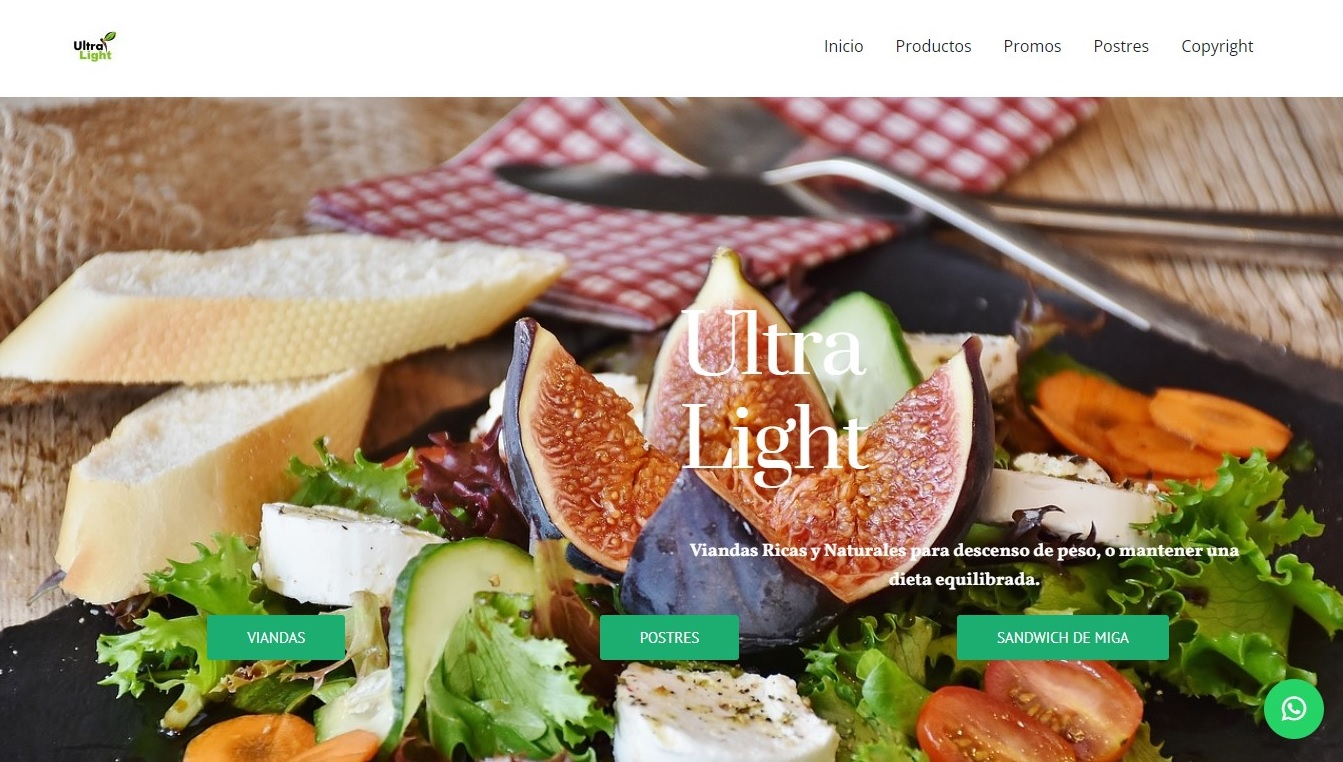 Ultra
Light
Inicio Productos Promos Postres Copyright
Ultra
Light
Viandas Ricas y Naturales para descenso de peso, o mantener una
dieta equilibrada.
VIANDAS POSTRES SANDWICH DE MIGA